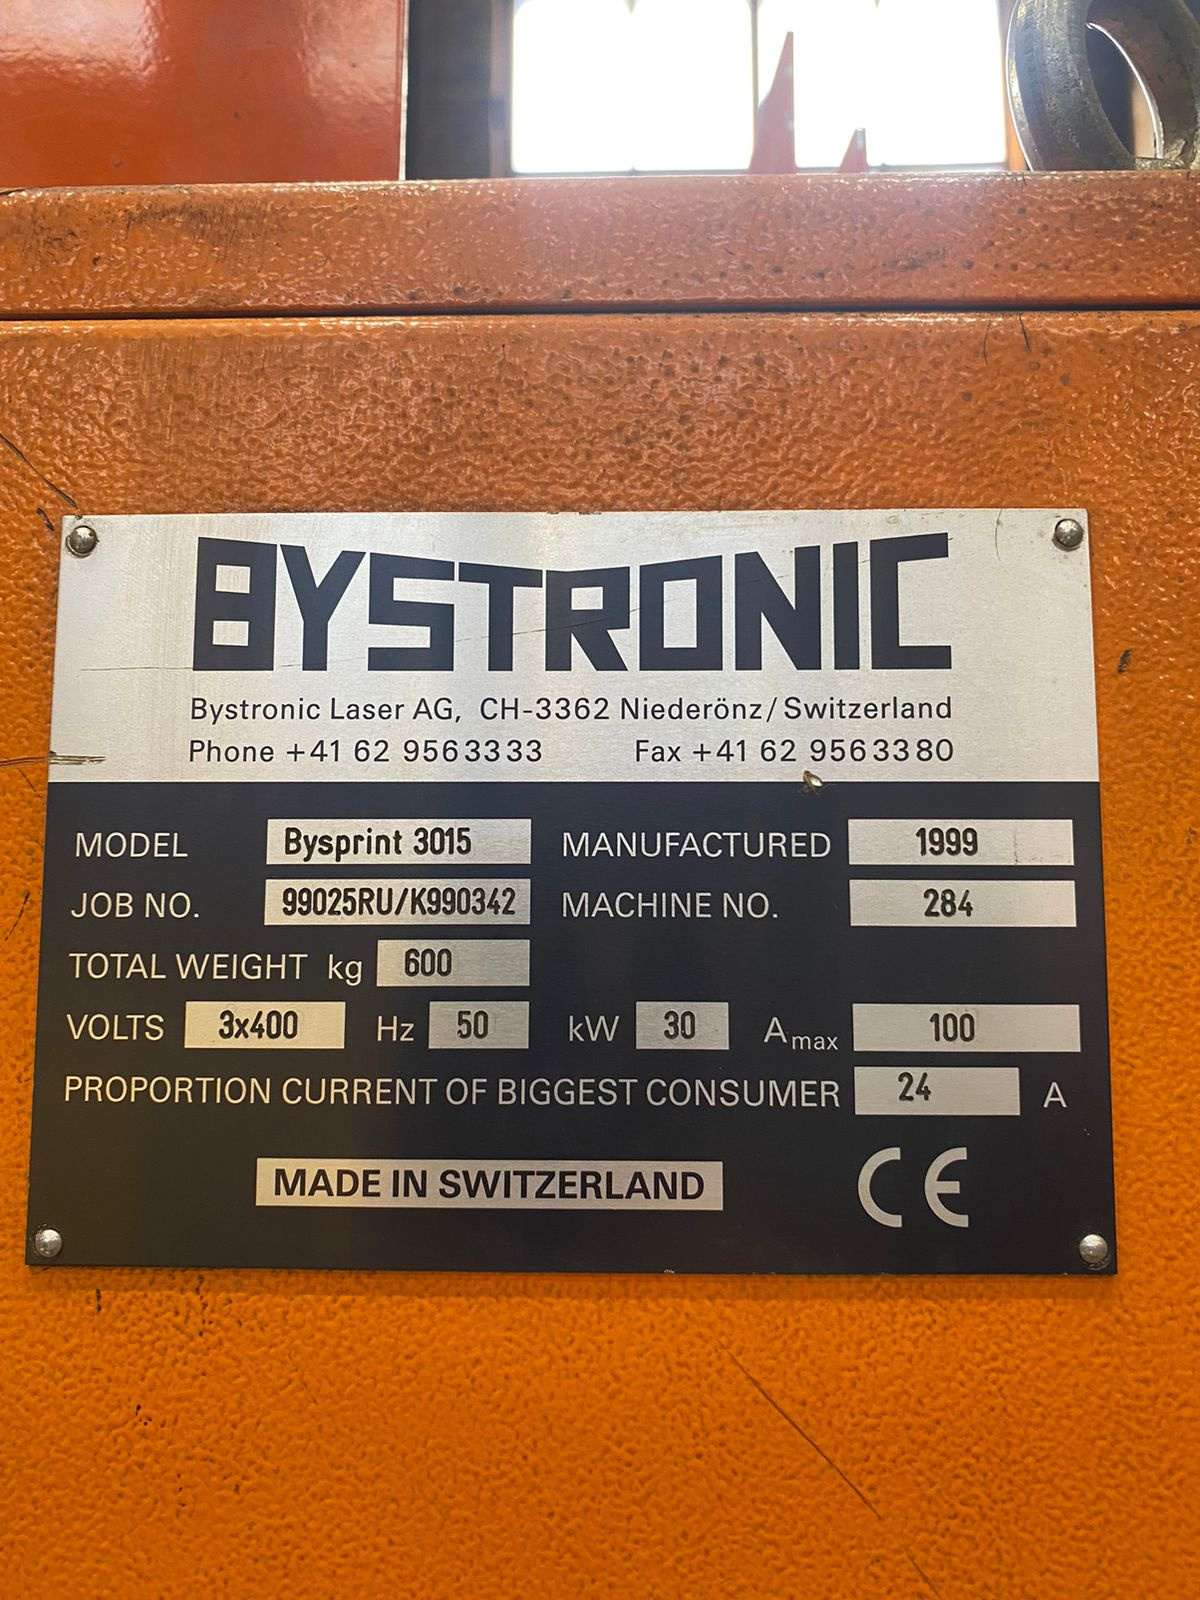 BYSTRONIC
Bystronic Laser AG, CH-3362 Niederönz/Switzerland
Phone +41 62 9563333 Fax +41 62 9563380
MODEL Bysprint 3015 MANUFACTURED 1999
JOB NO. 99025RU/K990342 MACHINE NO. 284
TOTAL WEIGHT kg 600
VOLTS 3x400 Hz 50 kW 30 Amax 100
PROPORTION CURRENT OF BIGGEST CONSUMER 24 A
MADE IN SWITZERLAND CE